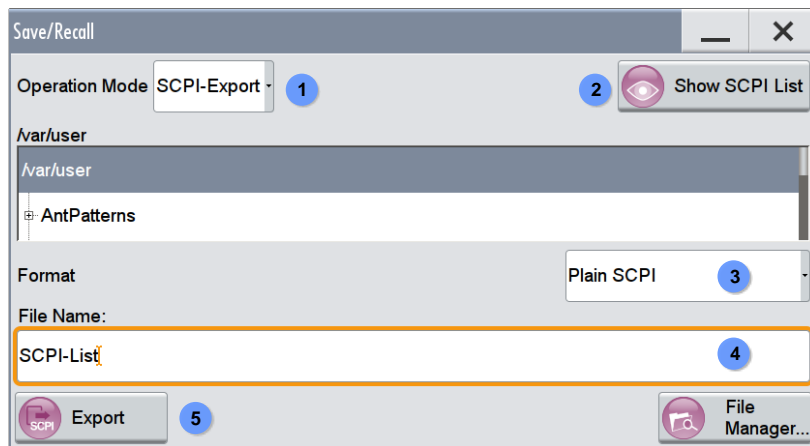 Save/Recall
Operation Mode SCPI-Export 1 2 Show SCPI List
/var/user
/var/user
AntPatterns
Format Plain SCPI 3
File Name:
SCPI-List 4
SCPI Export 5 File
Manager...